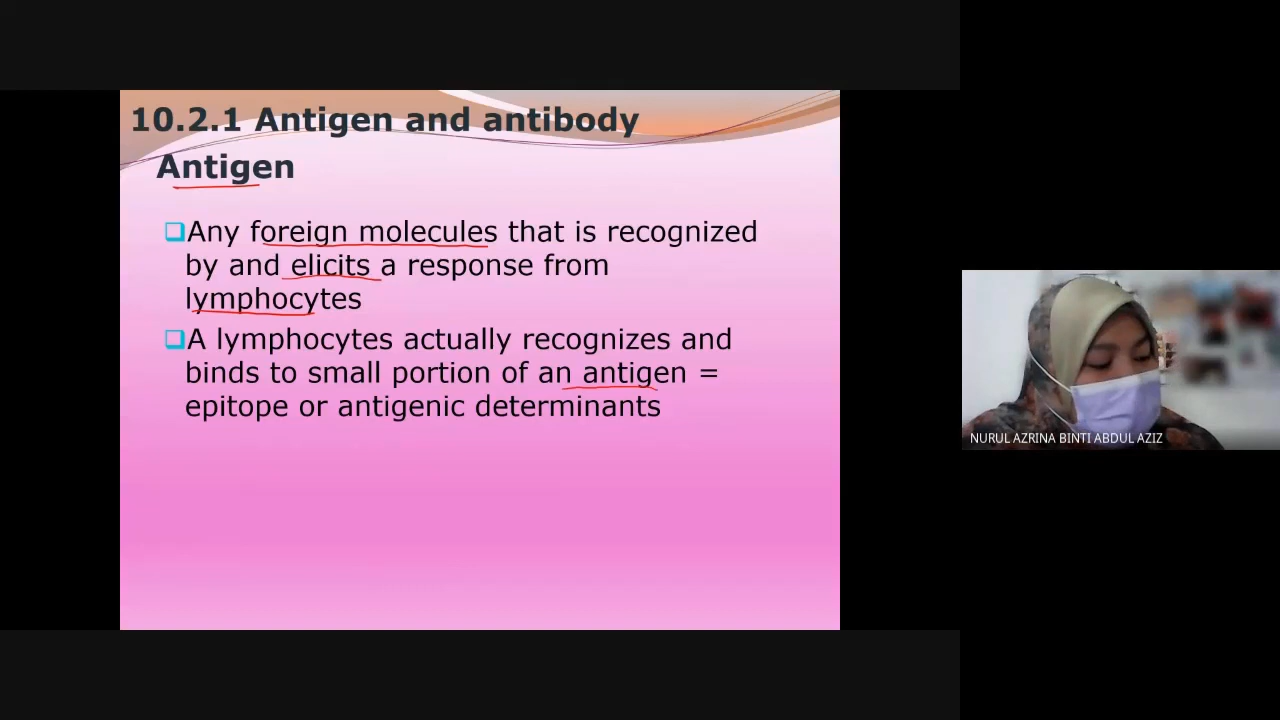 10.2.1 Antigen and antibody
Antigen
❑Any foreign molecules that is recognized
by and elicits a response from
lymphocytes
❑A lymphocytes actually recognizes and
binds to small portion of an antigen =
epitope or antigenic determinants
NURUL AZRINA BINTI ABDUL AZIZ